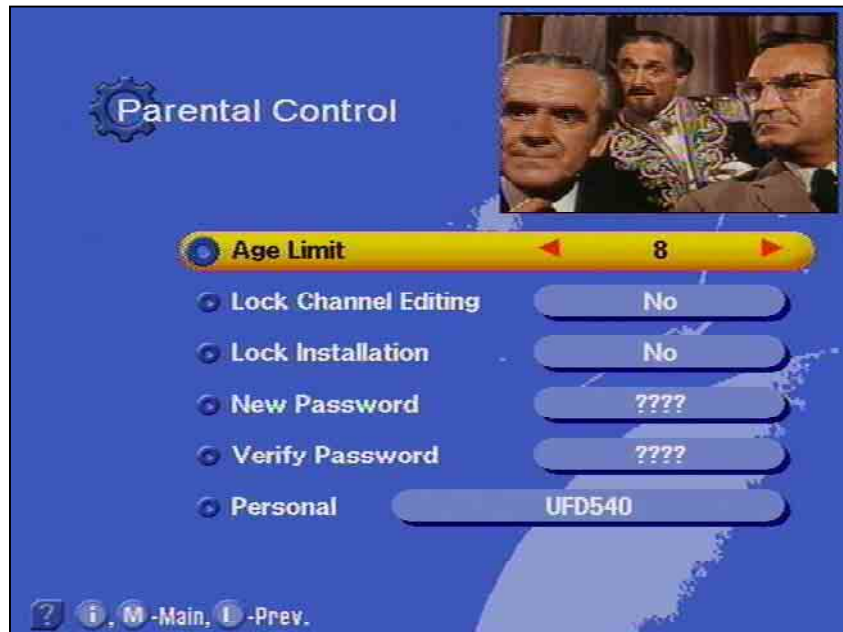 Parental Control
Age Limit 8
Lock Channel Editing No
Lock Installation No
New Password ????
Verify Password ????
Personal UFD540
? i, M -Main, L -Prev.